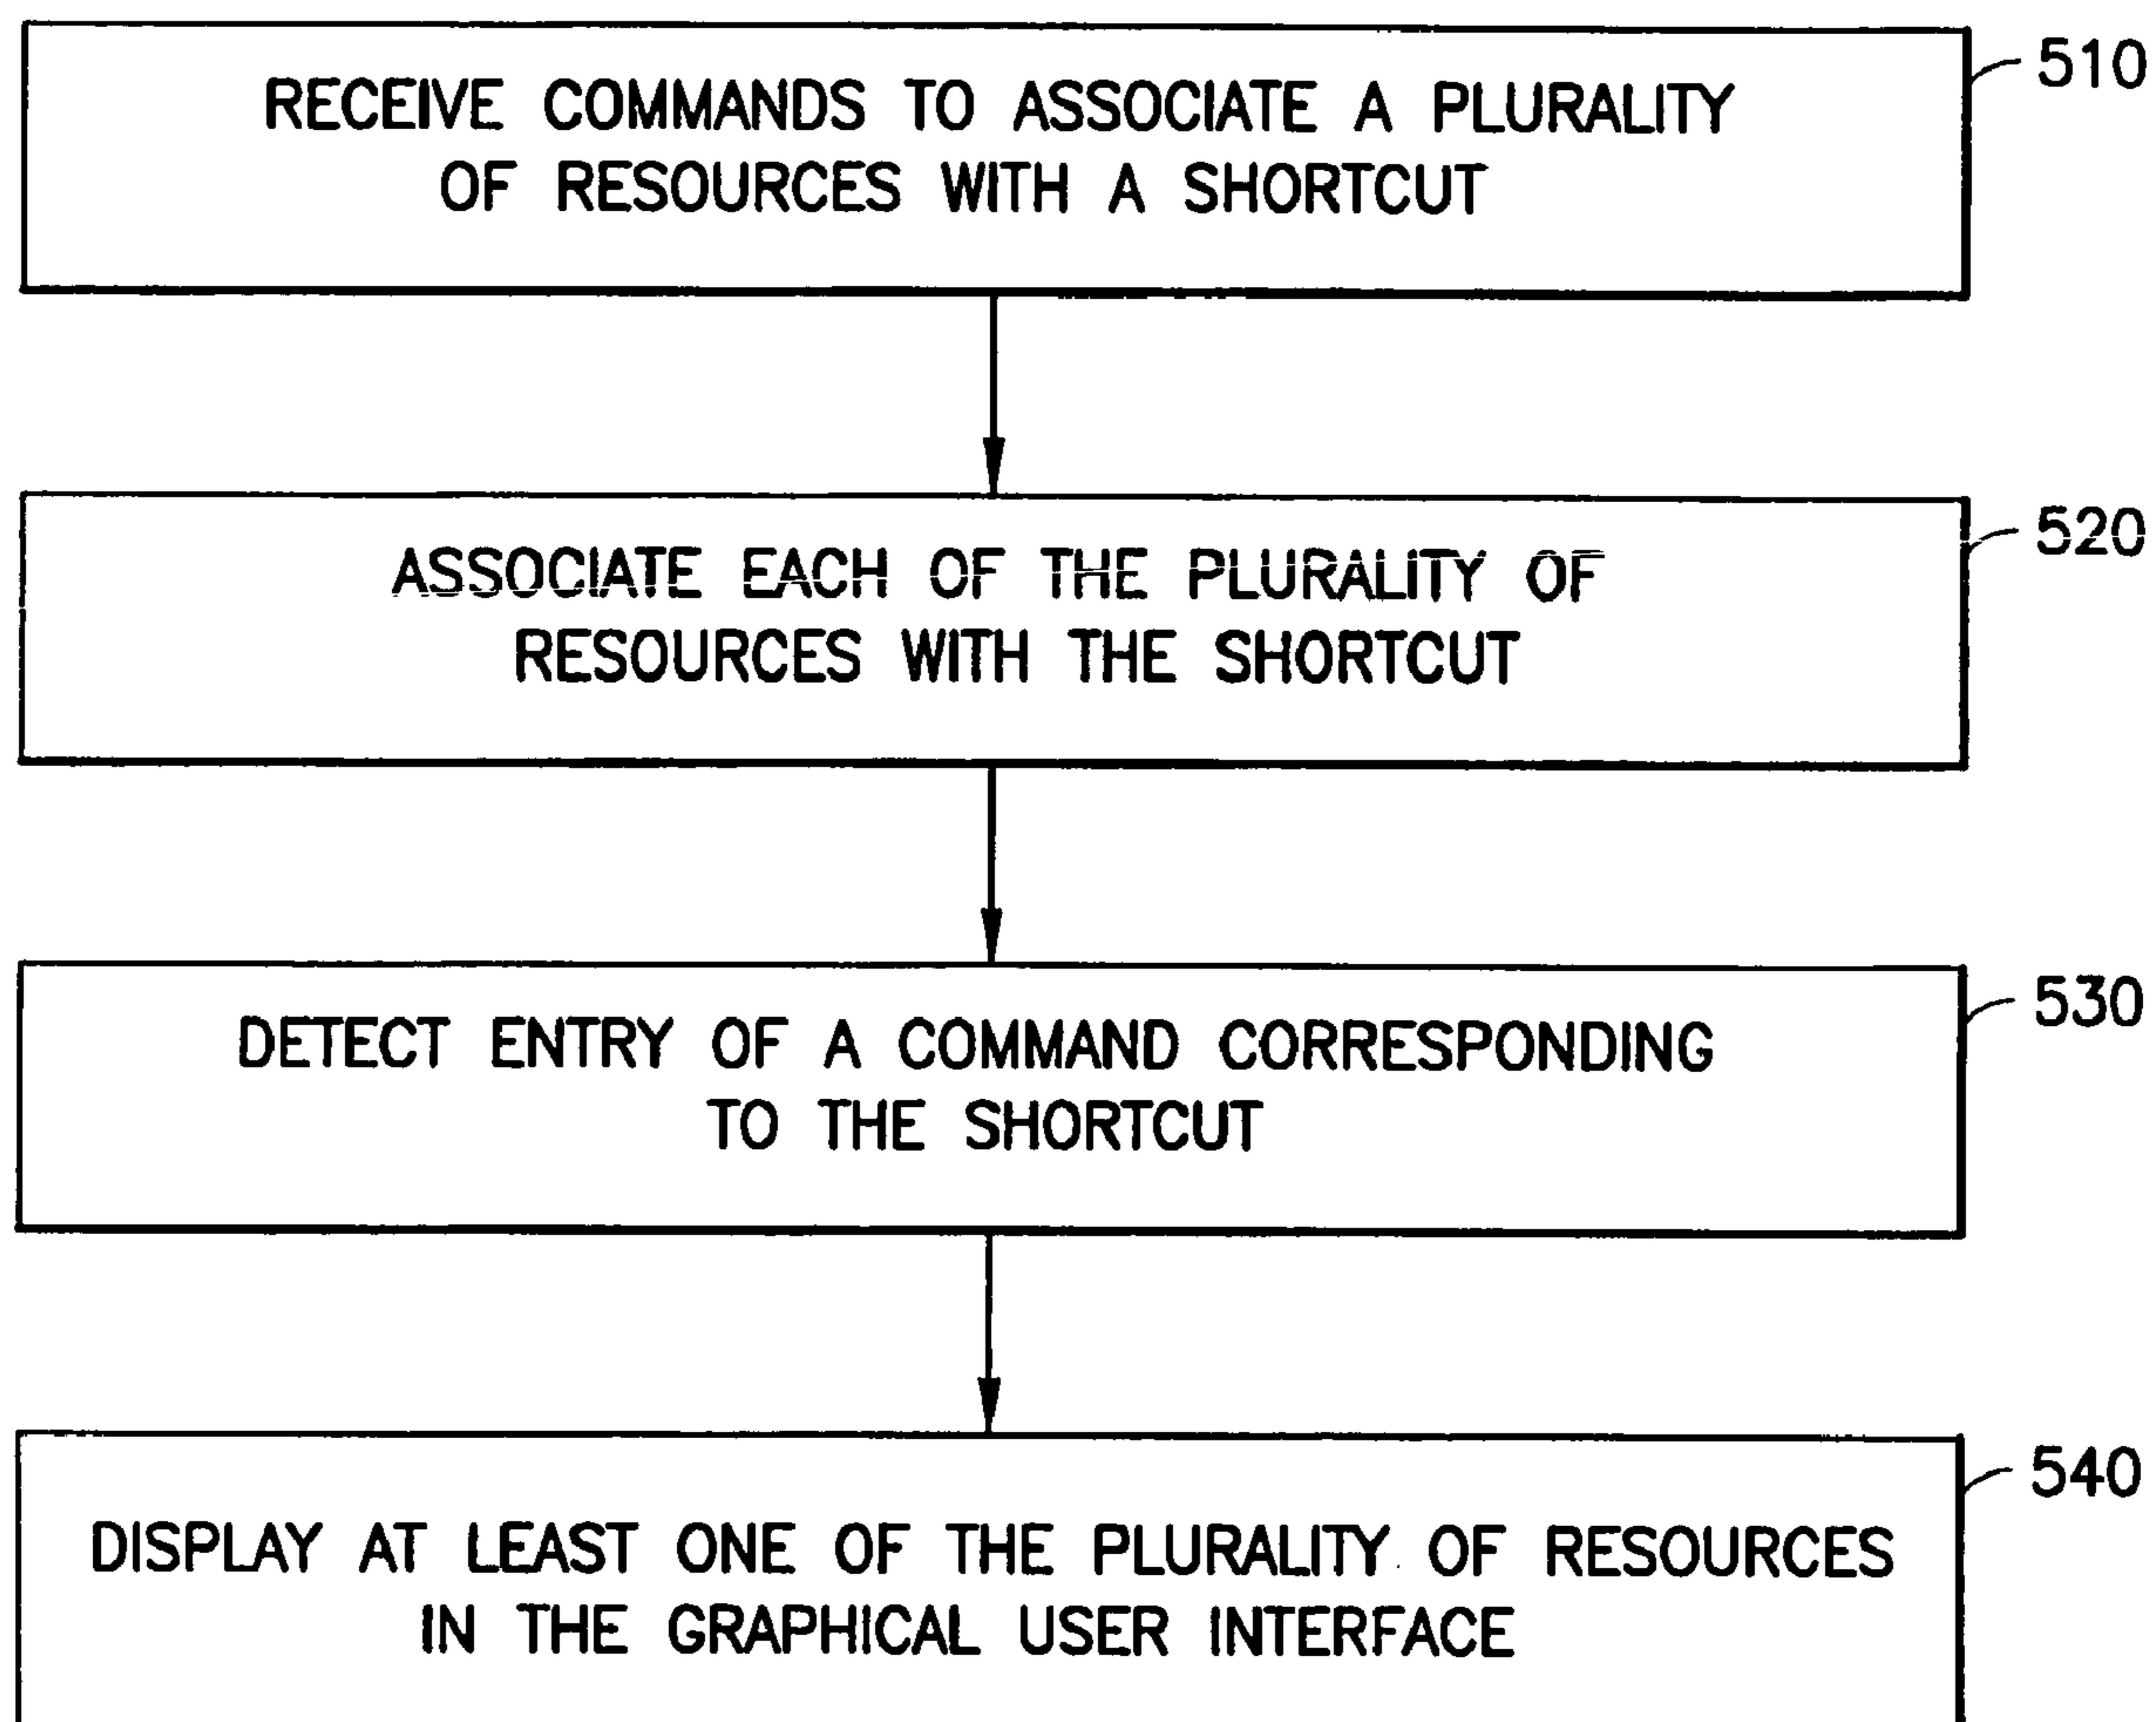 RECEIVE COMMANDS TO ASSOCIATE A PLURALITY
OF RESOURCES WITH A SHORTCUT
510
ASSOCIATE EACH OF THE PLURALITY OF
RESOURCES WITH THE SHORTCUT
520
DETECT ENTRY OF A COMMAND CORRESPONDING
TO THE SHORTCUT
530
DISPLAY AT LEAST ONE OF THE PLURALITY OF RESOURCES
IN THE GRAPHICAL USER INTERFACE
540